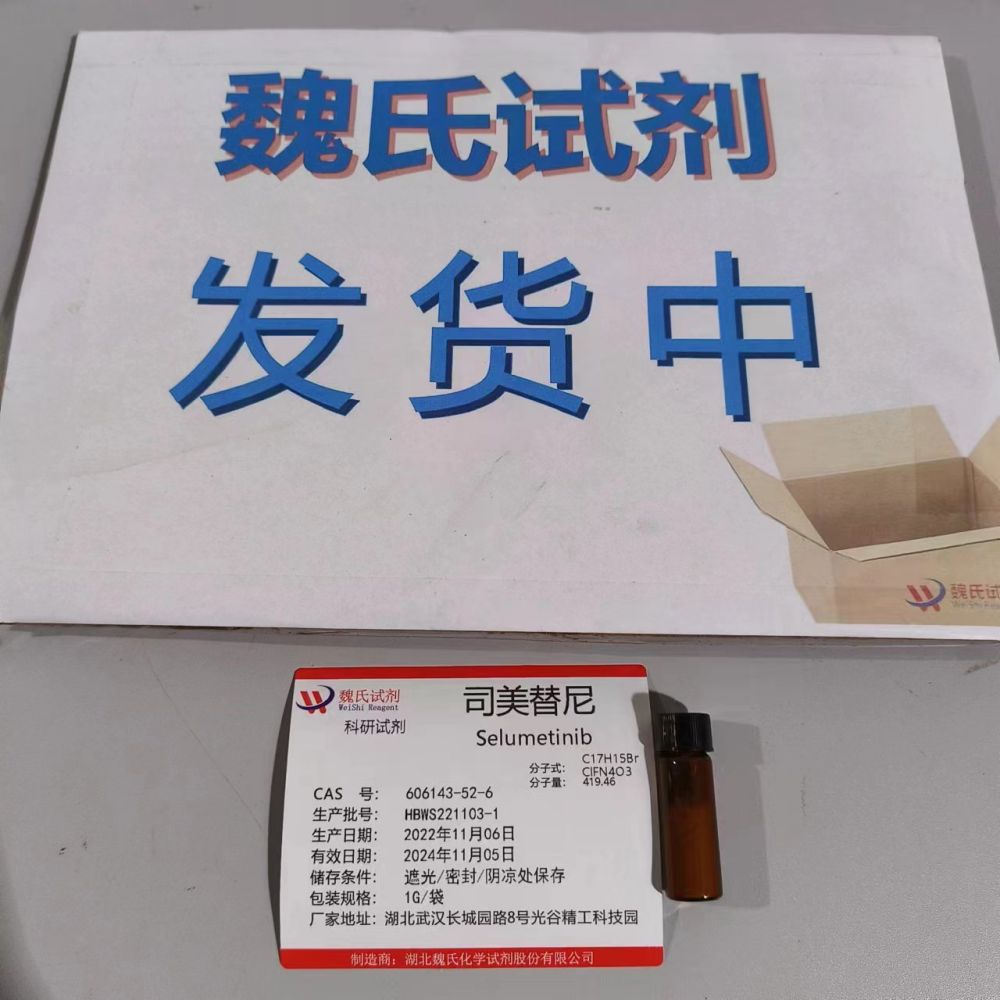 魏氏试剂
发货中
魏氏试
魏氏试剂
WeiShi Reagent
科研试剂
司美替尼
Selumetinib
分子式: C17H15Br
ClFN4O3
分子量: 419.46
CAS 号: 606143-52-6
生产批号: HBWS221103-1
生产日期: 2022年11月06日
有效日期: 2024年11月05日
储存条件: 遮光/密封/阴凉处保存
包装规格: 1G/袋
厂家地址: 湖北武汉长城园路8号光谷精工科技园
制造商: 湖北魏氏化学试剂股份有限公司